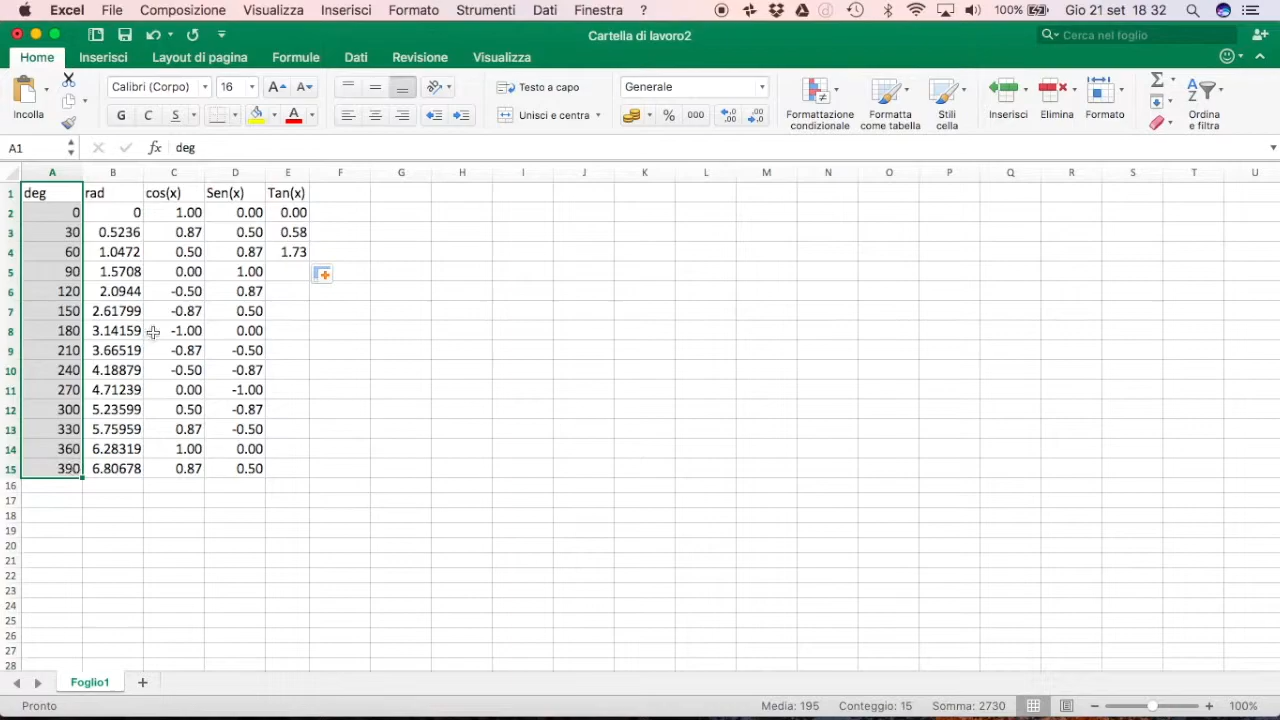 Excel File Modifica Composizione Visualizza Inserisci Formato Strumenti Dati Finestra ? 100% Gio 21 set 18 32
Cartella di lavoro2 Cerca nel foglio
Home Inserisci Layout di pagina Formule Dati Revisione Visualizza
Incolla Calibri (Corpo) 16 A A Testo a capo Generale Formattazione condizionale Formatta come tabella Stili cella Inserisci Elimina Formato Ordina e filtra
G C S A Unisci e centra % 000
A1 fx deg
A B C D E F G H I J K L M N O P Q R S T U
1 deg rad cos(x) Sen(x) Tan(x)
2 0 0 1.00 0.00 0.00
3 30 0.5236 0.87 0.50 0.58
4 60 1.0472 0.50 0.87 1.73
5 90 1.5708 0.00 1.00
6 120 2.0944 -0.50 0.87
7 150 2.61799 -0.87 0.50
8 180 3.14159 -1.00 0.00
9 210 3.66519 -0.87 -0.50
10 240 4.18879 -0.50 -0.87
11 270 4.71239 0.00 -1.00
12 300 5.23599 0.50 -0.87
13 330 5.75959 0.87 -0.50
14 360 6.28319 1.00 0.00
15 390 6.80678 0.87 0.50
16
17
18
19
20
21
22
23
24
25
26
27
28
Foglio1
Pronto Media: 195 Conteggio: 15 Somma: 2730 100%